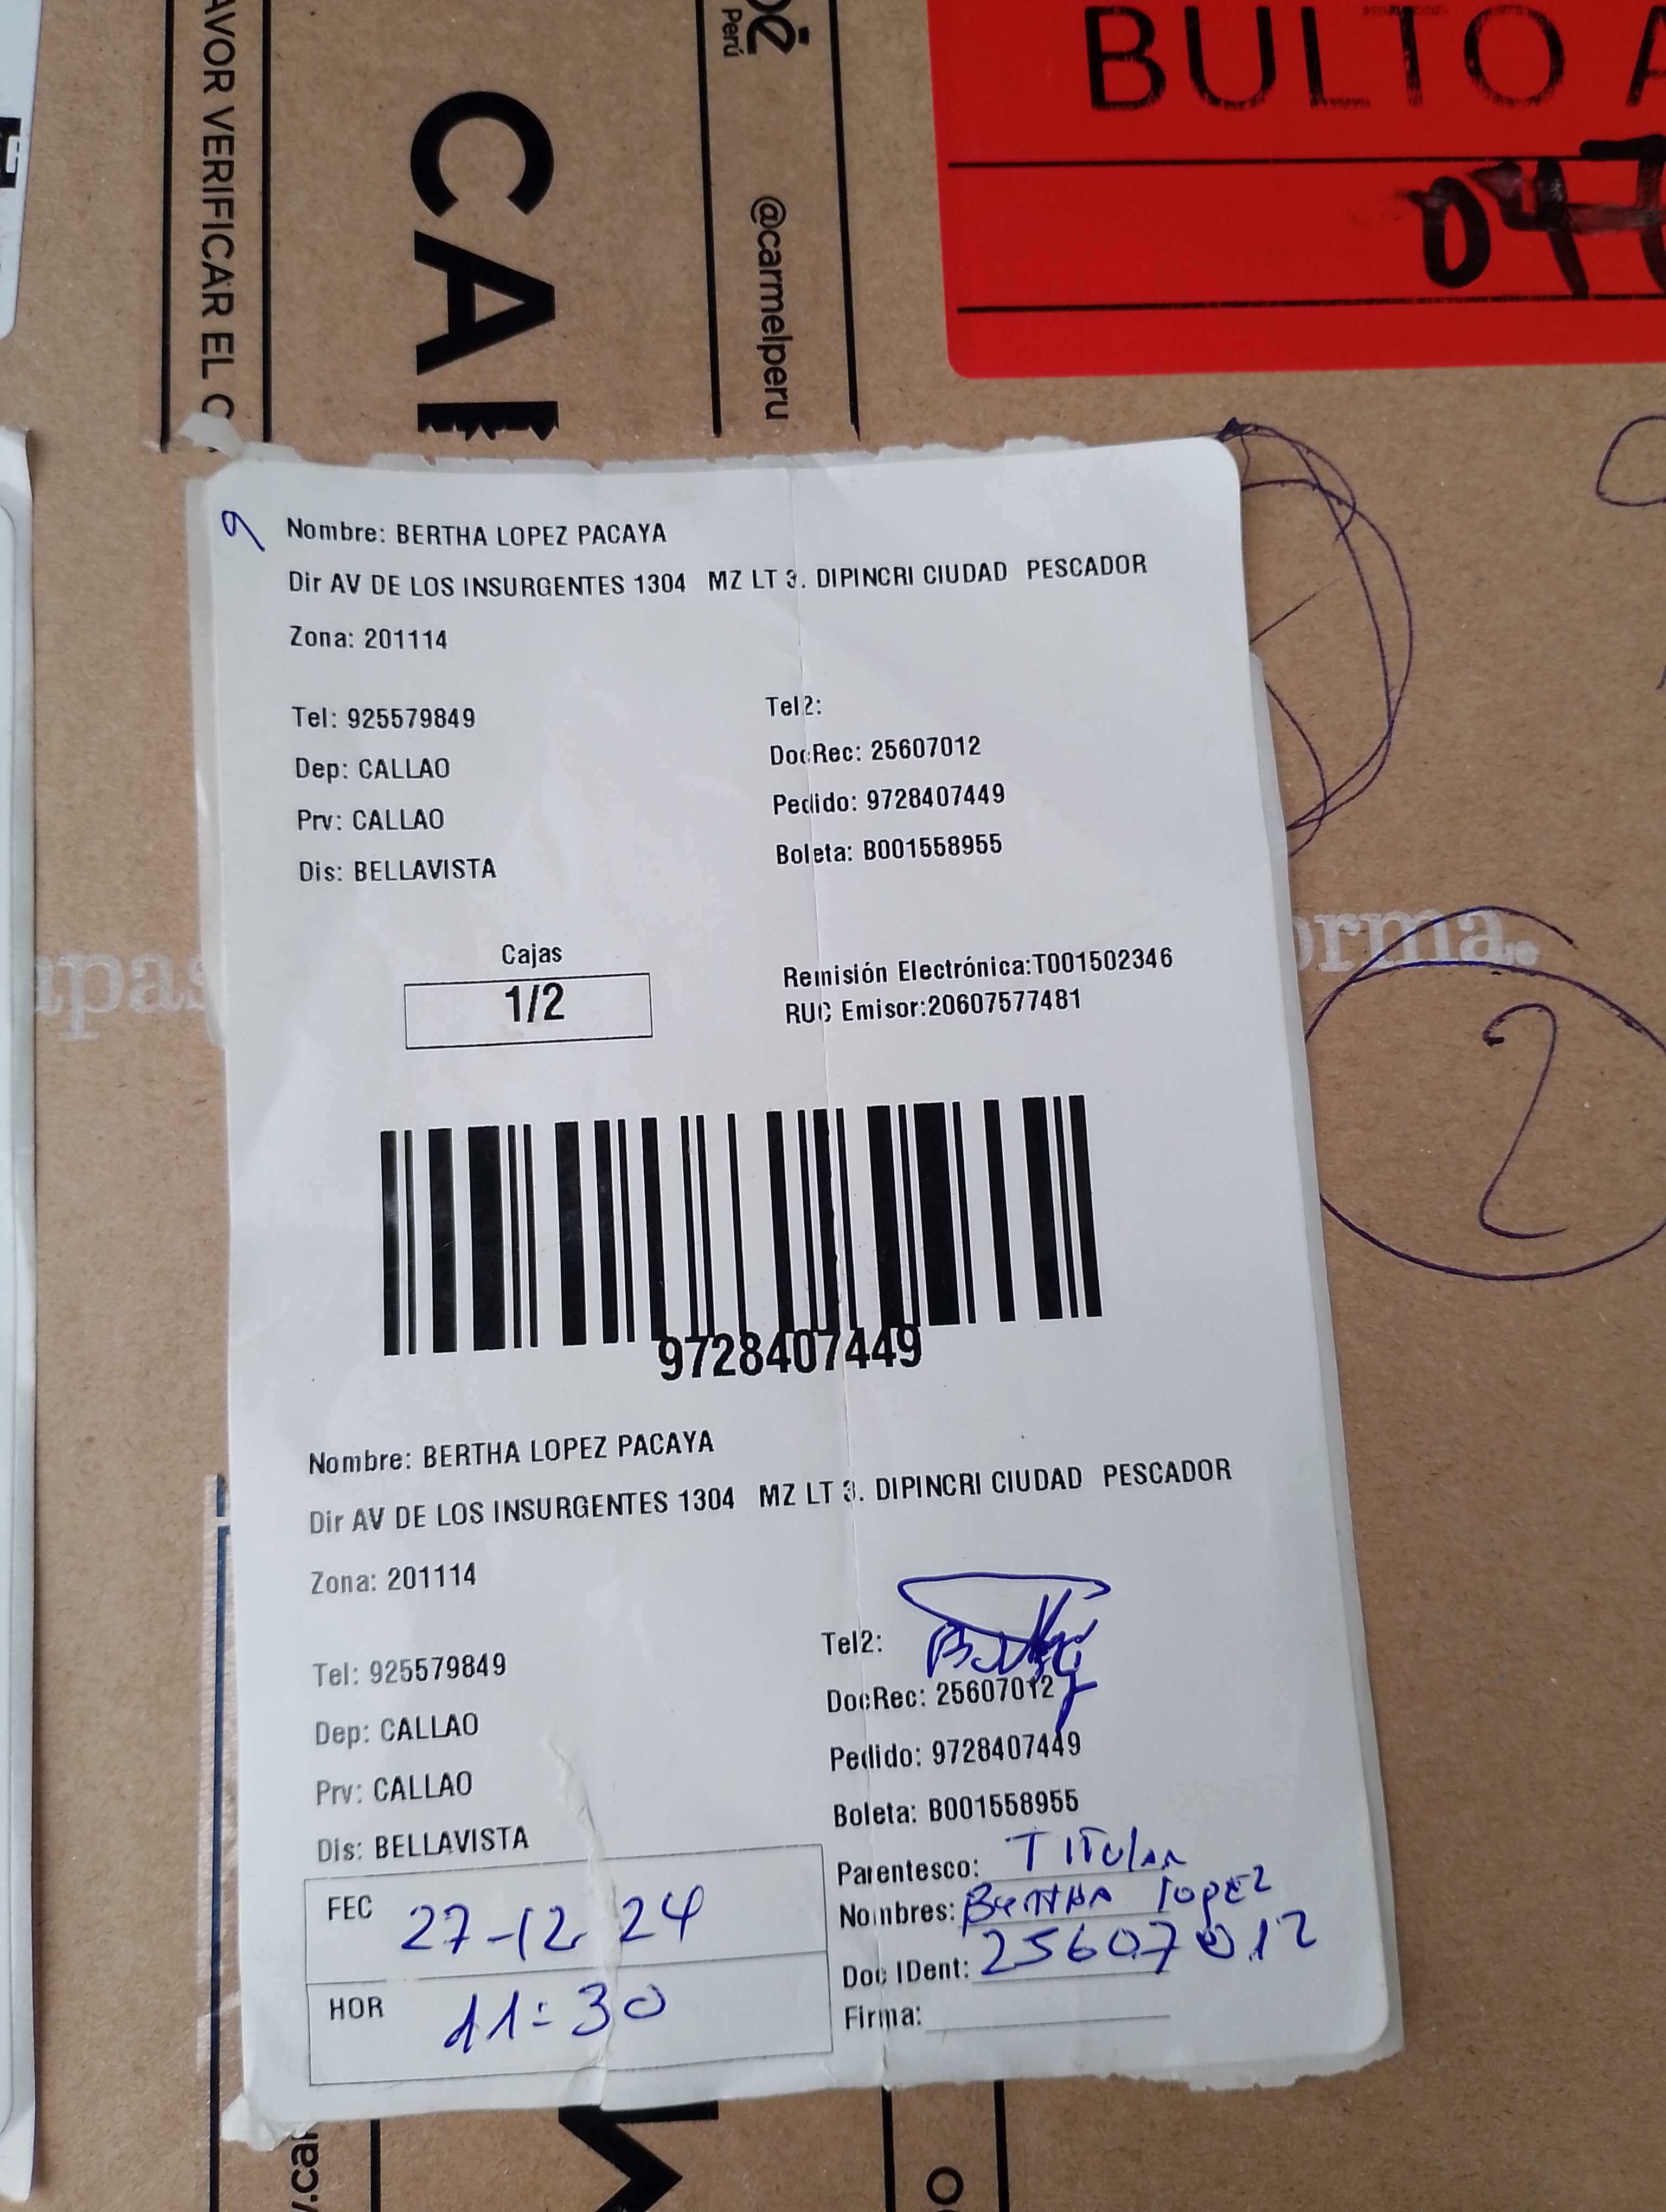 AVOR VERIFICAR EL C
CA
Perú
@carmelperu
BULTO A
04
Nombre: BERTHA LOPEZ PACAYA
Dir AV DE LOS INSURGENTES 1304 MZ LT 3. DIPINCRI CIUDAD PESCADOR
Zona: 201114
Tel: 925579849
Dep: CALLAO
Prv: CALLAO
Dis: BELLAVISTA
Tel2:
DocRec: 25607012
Pedido: 9728407449
Boleta: B001558955
Cajas
1/2
Remisión Electrónica:T001502346
RUC Emisor:20607577481
orma.
2
9728407449
Nombre: BERTHA LOPEZ PACAYA
Dir AV DE LOS INSURGENTES 1304 MZ LT 3. DIPINCRI CIUDAD PESCADOR
Zona: 201114
Tel: 925579849
Dep: CALLAO
Prv: CALLAO
Dis: BELLAVISTA
Tel2:
DocRec: 25607012
Pedido: 9728407449
Boleta: B001558955
Parentesco: Titular
Nombres: Bertha Lopez
Doc IDent: 25607012
Firma:
FEC 27-12 24
HOR 11:30